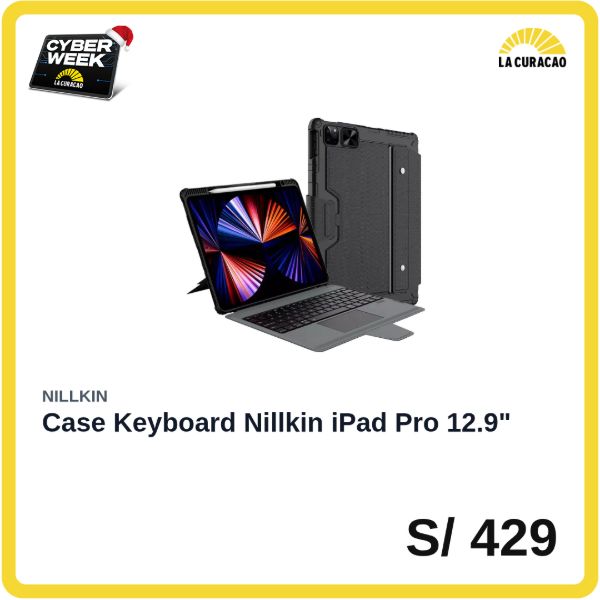 CYBER
WEEK
LA CURACAO
LA CURACAO
NILLKIN
Case Keyboard Nillkin iPad Pro 12.9"
S/ 429